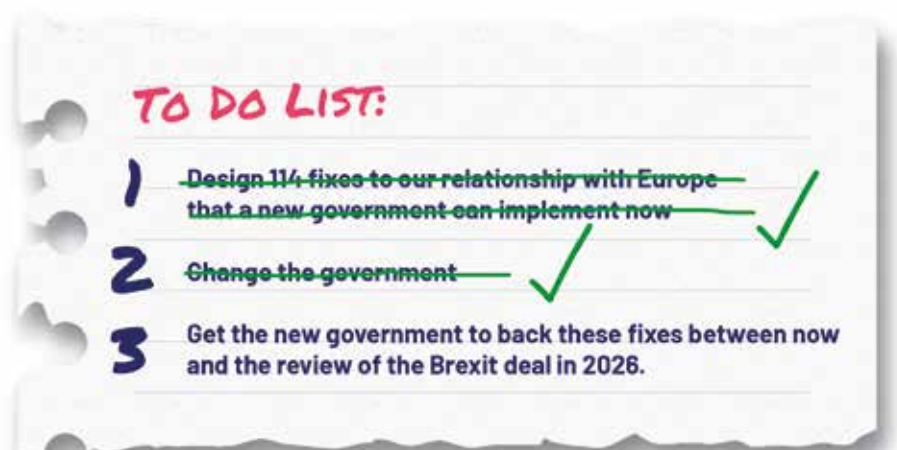 To Do List:
1 Design 114 fixes to our relationship with Europe
that a new government can implement now
2 Change the government
3 Get the new government to back these fixes between now
and the review of the Brexit deal in 2026.